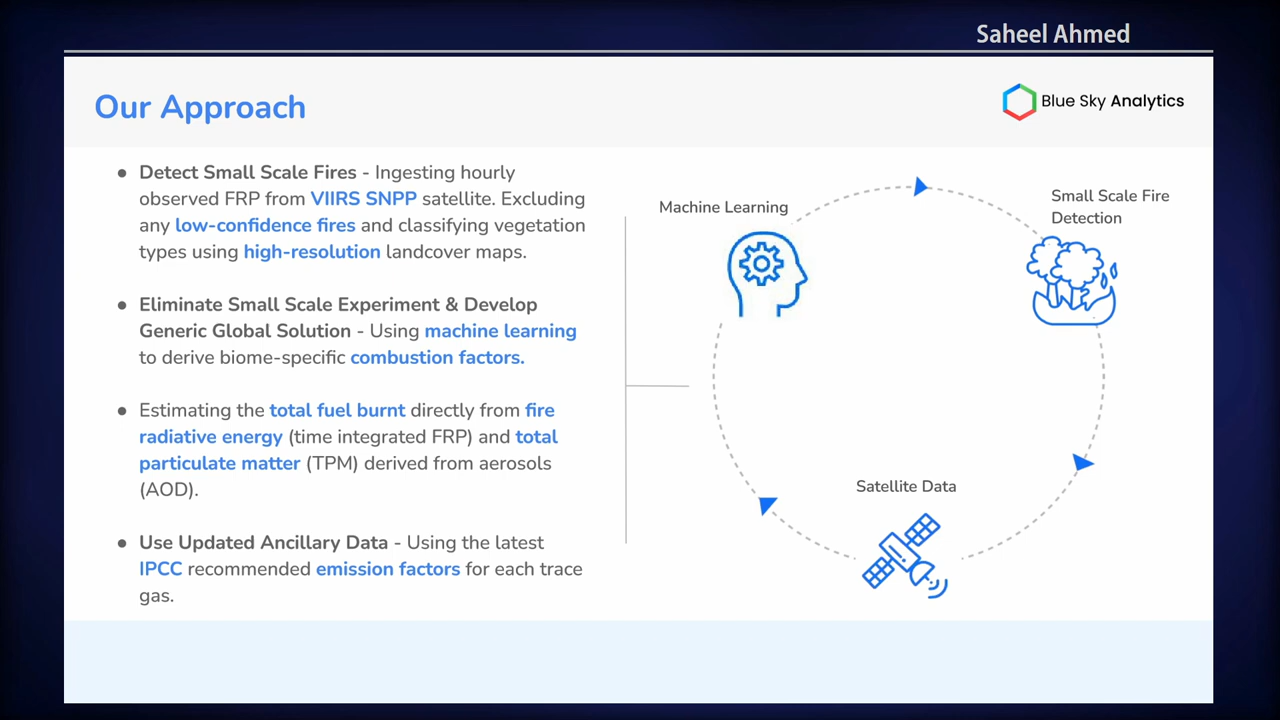 Saheel Ahmed
Our Approach
Blue Sky Analytics
● Detect Small Scale Fires - Ingesting hourly
observed FRP from VIIRS SNPP satellite. Excluding
any low-confidence fires and classifying vegetation
types using high-resolution landcover maps.
● Eliminate Small Scale Experiment & Develop
Generic Global Solution - Using machine learning
to derive biome-specific combustion factors.
● Estimating the total fuel burnt directly from fire
radiative energy (time integrated FRP) and total
particulate matter (TPM) derived from aerosols
(AOD).
● Use Updated Ancillary Data - Using the latest
IPCC recommended emission factors for each trace
gas.
Machine Learning
Small Scale Fire
Detection
Satellite Data